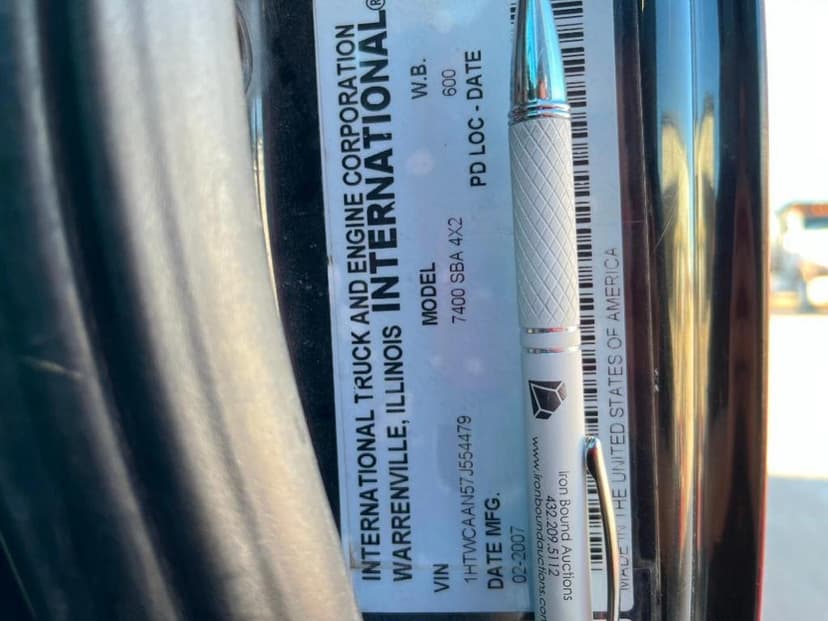 INTERNATIONAL TRUCK AND ENGINE CORPORATION
WARRENVILLE, ILLINOIS INTERNATIONAL®
VIN MODEL W.B.
1HTWCAAN57J554479 7400 SBA 4X2 600
DATE MFG. PD LOC - DATE
02-2007
MADE IN THE UNITED STATES OF AMERICA
Iron Bound Auctions
432.209.5112
www.ironboundauctions.com